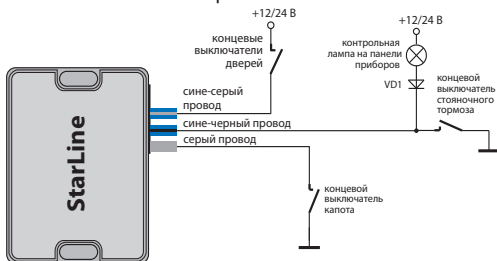 +12/24 В
концевые
выключатели
дверей
+12/24 В
контрольная
лампа на панели
приборов
VD1
концевой
выключатель
стояночного
тормоза
сине-серый
провод
сине-черный провод
серый провод
StarLine
концевой
выключатель
капота